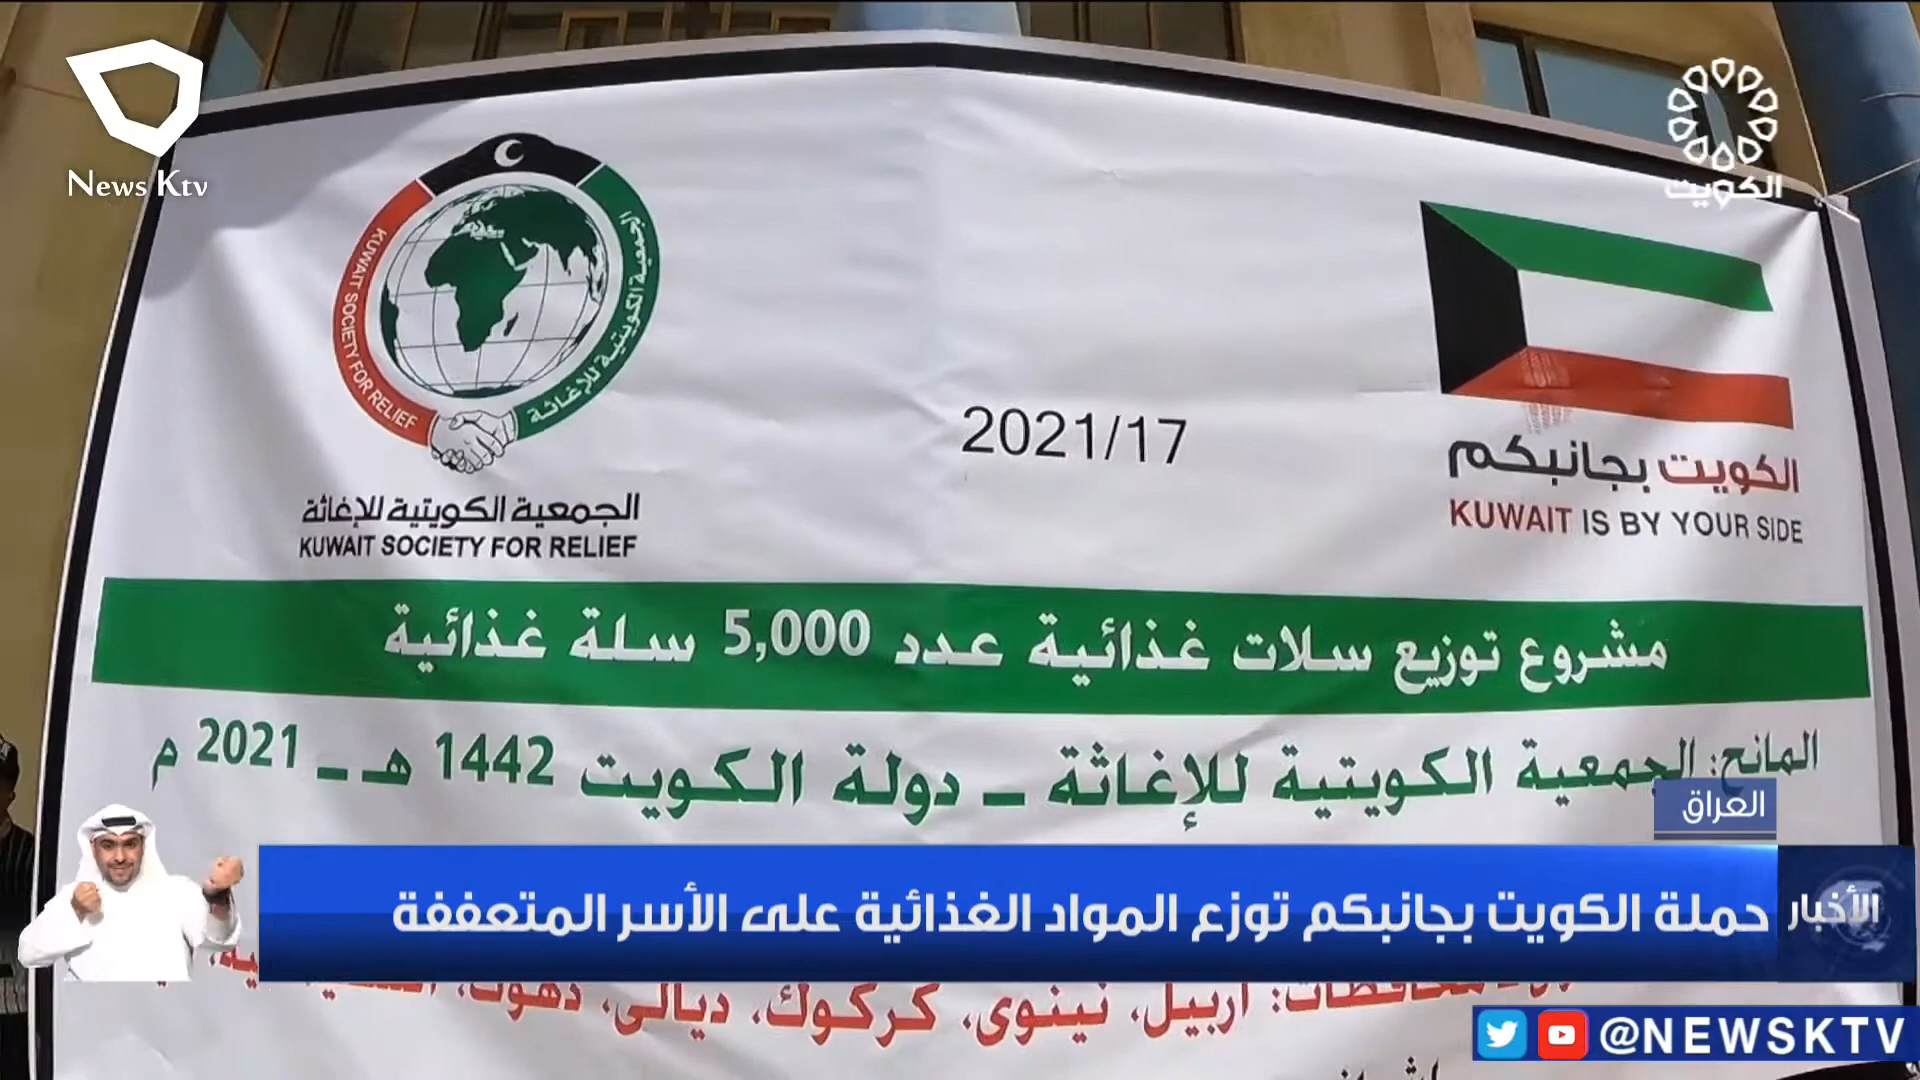 News Ktv
الكويت
KUWAIT SOCIETY FOR RELIEF
الجمعية الكويتية للإغاثة
2021/17
الجمعية الكويتية للإغاثة
KUWAIT SOCIETY FOR RELIEF
الكويت بجانبكم
KUWAIT IS BY YOUR SIDE
مشروع توزيع سلات غذائية عدد 5,000 سلة غذائية
المانح: الجمعية الكويتية للإغاثة - دولة الكويت 1442 هـ - 2021 م
العراق
الأخبار
حملة الكويت بجانبكم توزع المواد الغذائية على الأسر المتعففة
اربيل، نينوى، كركوك، ديالى، دهوك،
@NEWSKTV